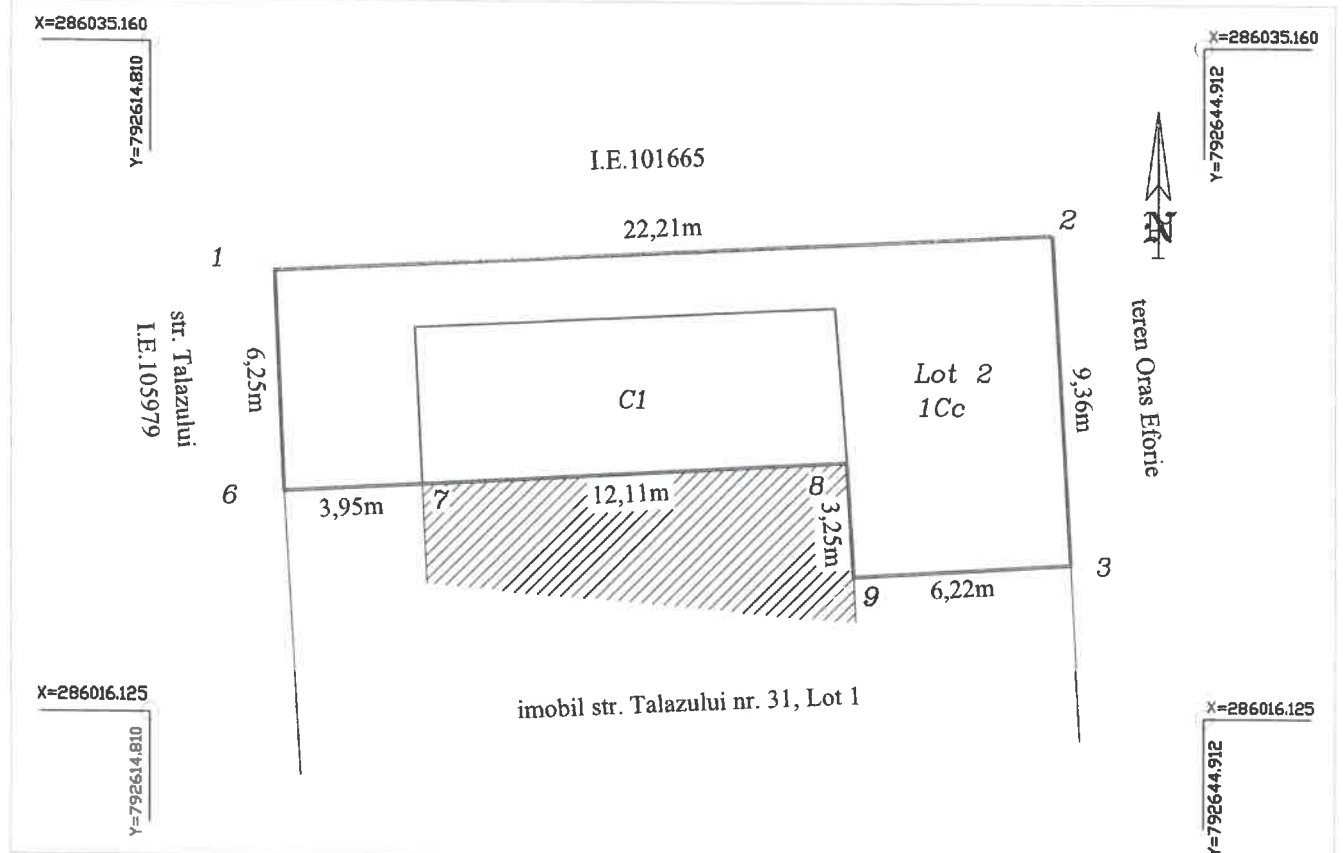 X=286035.160
X=286035.160
Y=792614.810
Y=792644.912
I.E.101665
N
22,21m
1
2
str. Talazului
I.E.105979
6,25m
teren Oras Eforie
9,36m
Lot 2
1Cc
C1
6
3,95m
7
12,11m
8
3,25m
9
6,22m
3
imobil str. Talazului nr. 31, Lot 1
X=286016.125
X=286016.125
Y=792614.810
Y=792644.912